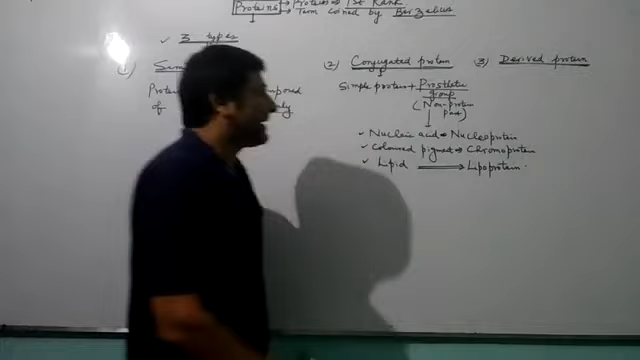 Proteins → Proteios ⇒ 1st Rank
→ Term coined by Berzelius
✓ 3 types
(1)
(2) Conjugated protein
3) Derived protein
Simple protein + Prosthetic group
(Non-protein part)
✓ Nucleic acid ⇒ Nucleoprotein
✓ Coloured pigment ⇒ Chromoprotein
✓ Lipid ⟹ Lipoprotein
of